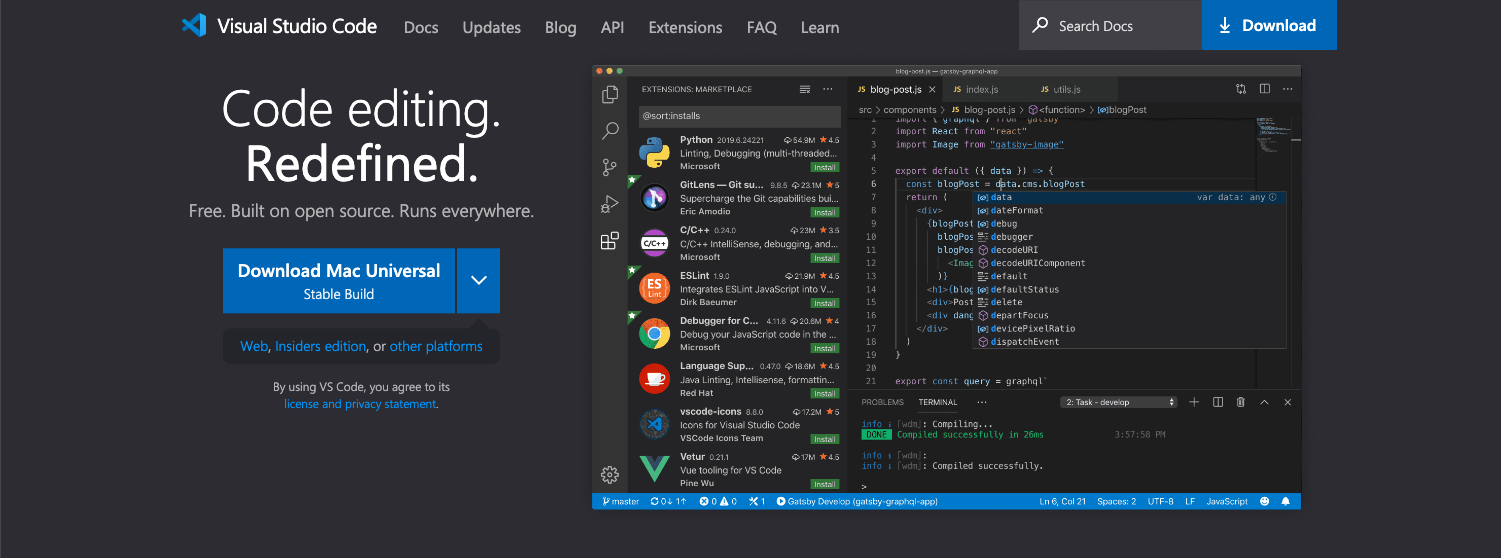 Visual Studio Code Docs Updates Blog API Extensions FAQ Learn Search Docs Download
Code editing.
Redefined.
Free. Built on open source. Runs everywhere.
Download Mac Universal
Stable Build
Web, Insiders edition, or other platforms
By using VS Code, you agree to its
license and privacy statement.
blog-post.js — gatsby-graphql-app
EXTENSIONS: MARKETPLACE
@sort:installs
Python 2019.6.24221 54.9M 4.5
Linting, Debugging (multi-threaded...
Microsoft Install
GitLens — Git su... 9.8.5 23.1M 5
Supercharge the Git capabilities bui...
Eric Amodio Install
C/C++ 0.24.0 23M 3.5
C/C++ IntelliSense, debugging, and...
Microsoft Install
ESLint 1.9.0 21.9M 4.5
Integrates ESLint JavaScript into V...
Dirk Baeumer Install
Debugger for C... 4.11.6 20.6M 4
Debug your JavaScript code in the ...
Microsoft Install
Language Sup... 0.47.0 18.6M 4.5
Java Linting, Intellisense, formattin...
Red Hat Install
vscode-icons 8.8.0 17.2M 5
Icons for Visual Studio Code
VSCode Icons Team Install
Vetur 0.21.1 17M 4.5
Vue tooling for VS Code
Pine Wu Install
JS blog-post.js JS index.js JS utils.js
src > components > JS blog-post.js > <function> > blogPost
1 import { graphql } from "gatsby"
2 import React from "react"
3 import Image from "gatsby-image"
4
5 export default ({ data }) => {
6 const blogPost = data.cms.blogPost
7 return (
8 <div>
9 {blogPost
10 blogPos
11 blogPos
12 <Imag
13 )}
14 <h1>{blog
15 <div>Post
16 <div dang
17 </div>
18 )
19 }
20
21 export const query = graphql`
data var data: any
dateFormat
debug
debugger
decodeURI
decodeURIComponent
default
defaultStatus
delete
departFocus
devicePixelRatio
dispatchEvent
PROBLEMS TERMINAL ... 2: Task - develop
info : [wdm]: Compiling...
DONE Compiled successfully in 26ms 3:57:58 PM
info : [wdm]:
info : [wdm]: Compiled successfully.
>
master 0↓ 1↑ 0 0 1 Gatsby Develop (gatsby-graphql-app) Ln 6, Col 21 Spaces: 2 UTF-8 LF JavaScript